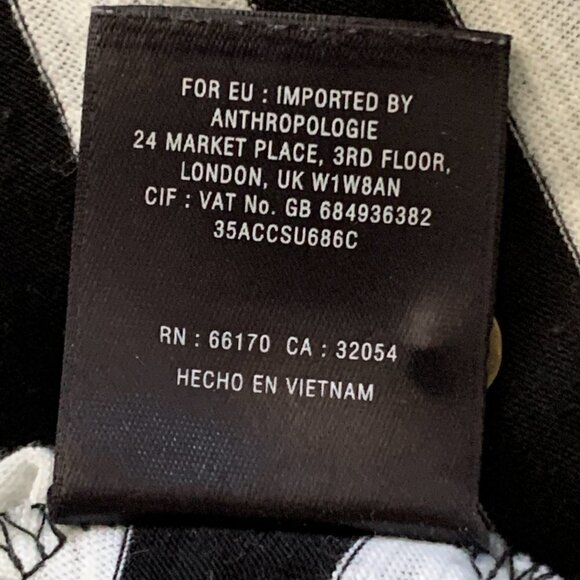 FOR EU : IMPORTED BY
ANTHROPOLOGIE
24 MARKET PLACE, 3RD FLOOR,
LONDON, UK W1W8AN
CIF : VAT No. GB 684936382
35ACCSU686C
RN : 66170 CA : 32054
HECHO EN VIETNAM